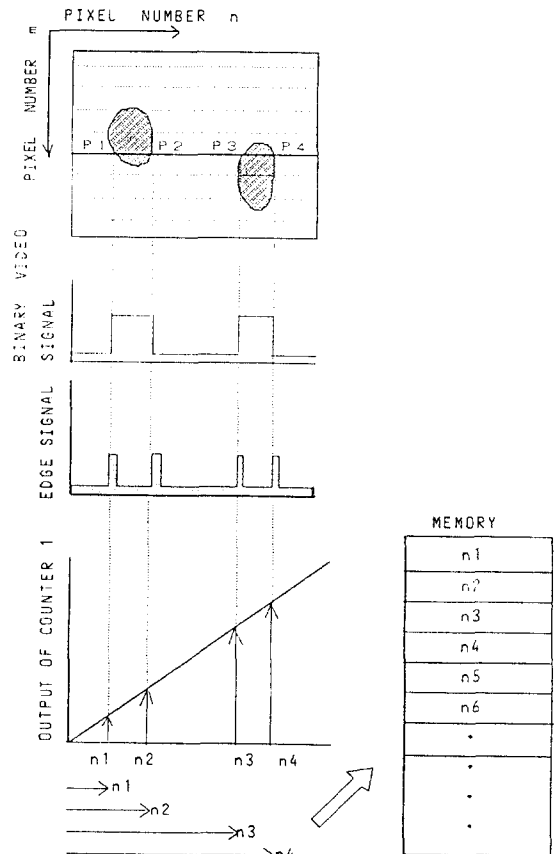 PIXEL NUMBER n
m
PIXEL NUMBER
P1 P2 P3 P4
BINARY VIDEO
SIGNAL
EDGE SIGNAL
OUTPUT OF COUNTER 1
n1 n2 n3 n4
n1
n2
n3
n4
MEMORY
n1
n2
n3
n4
n5
n6